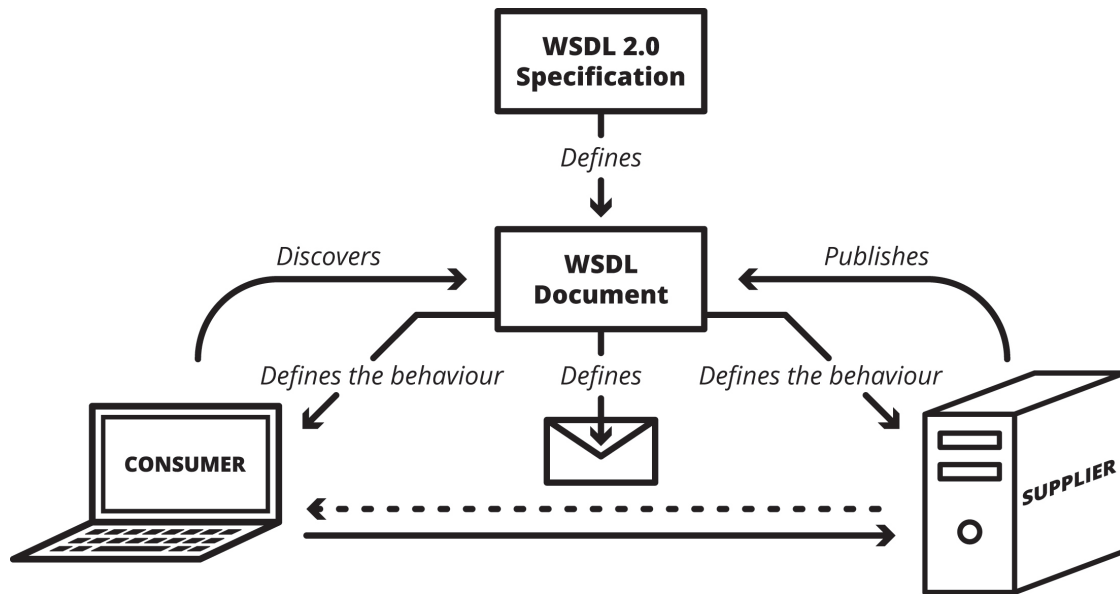 WSDL 2.0
Specification
Defines
Discovers
Publishes
WSDL
Document
Defines the behaviour
Defines
Defines the behaviour
CONSUMER
SUPPLIER